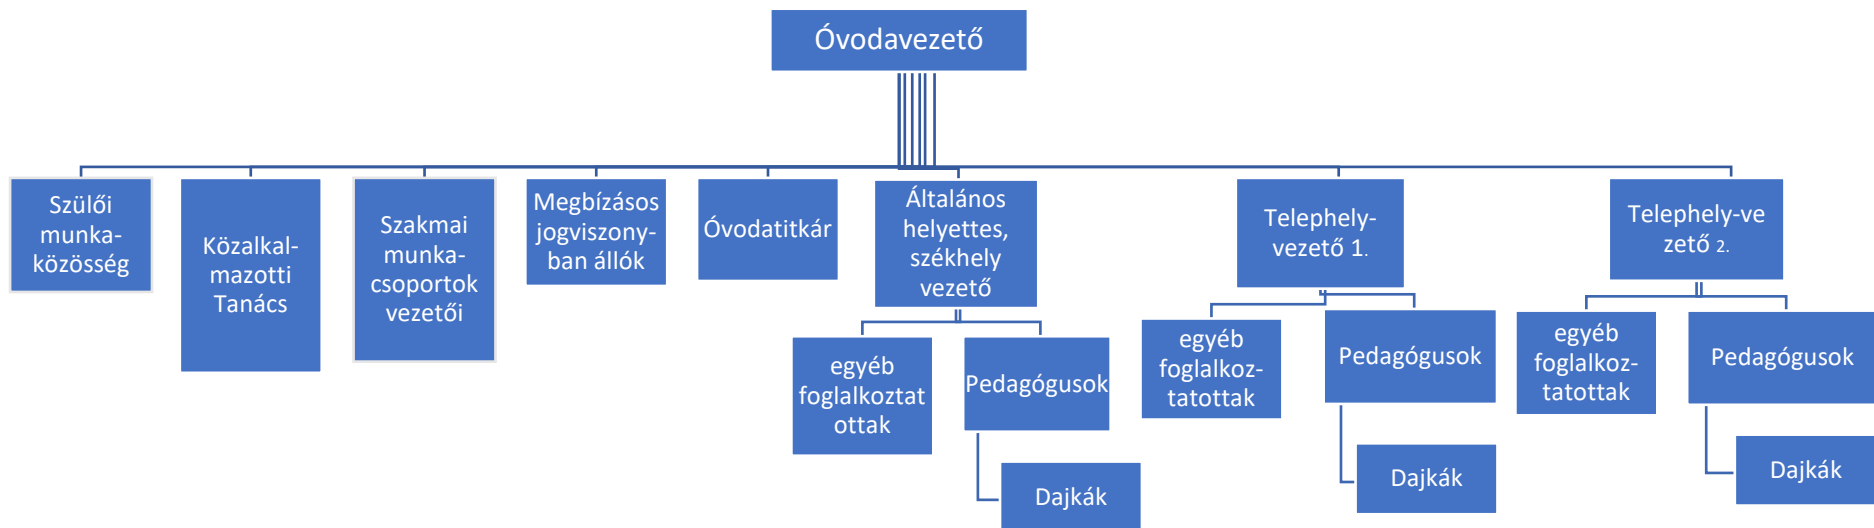 Óvodavezető
Szülői
munka-
közösség
Közalkal-
mazotti
Tanács
Szakmai
munka-
csoportok
vezetői
Megbízásos
jogviszony-
ban állók
Óvodatitkár
Általános
helyettes,
székhely
vezető
Telephely-
vezető 1.
Telephely-ve
zető 2.
egyéb
foglalkoztat
ottak
Pedagógusok
Dajkák
egyéb
foglalkoz-
tatottak
Pedagógusok
Dajkák
egyéb
foglalkoz-
tatottak
Pedagógusok
Dajkák